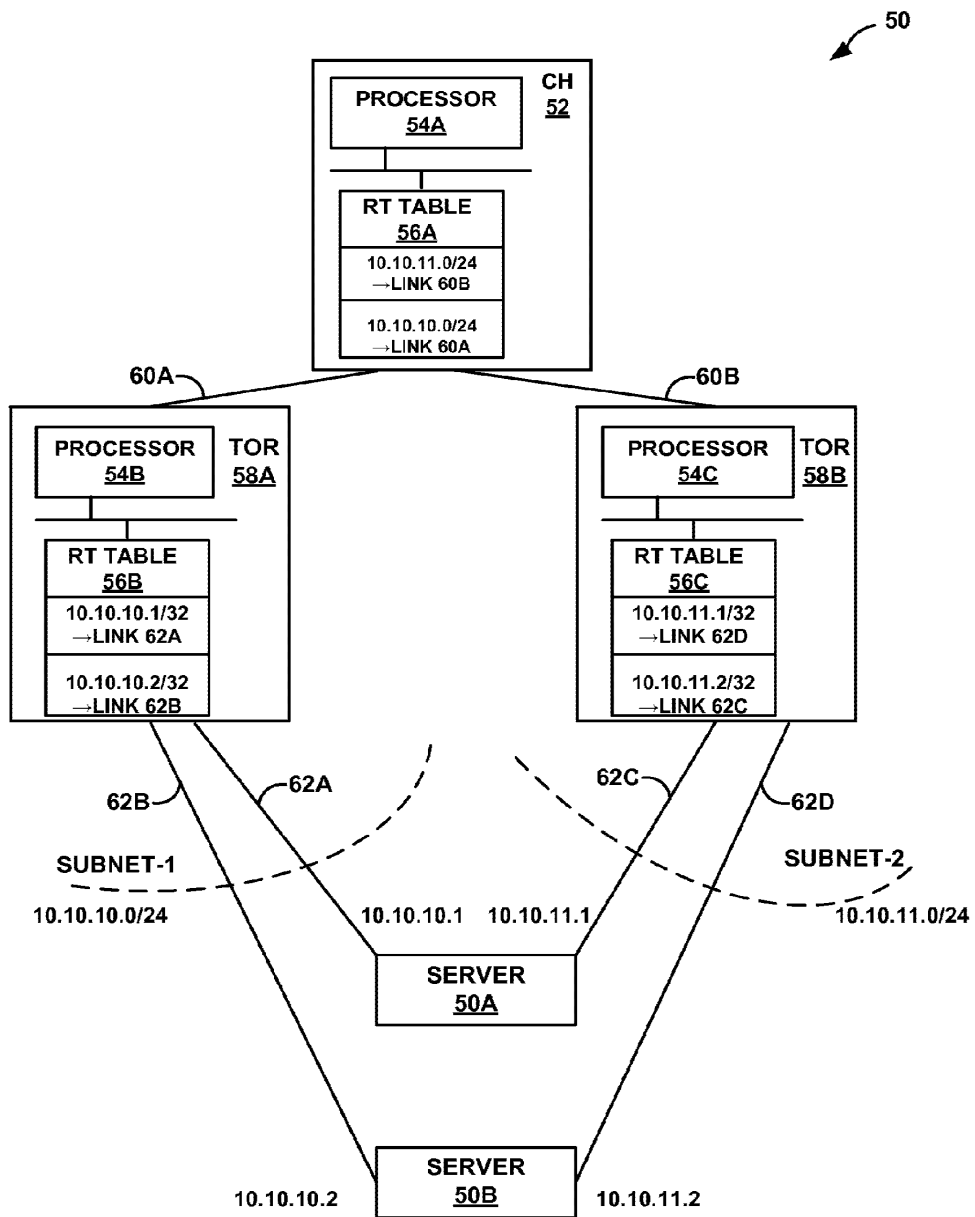 50
CH
52
PROCESSOR
54A
RT TABLE
56A
10.10.11.0/24
→LINK 60B
10.10.10.0/24
→LINK 60A
60A
60B
PROCESSOR
54B
TOR
58A
RT TABLE
56B
10.10.10.1/32
→LINK 62A
10.10.10.2/32
→LINK 62B
PROCESSOR
54C
TOR
58B
RT TABLE
56C
10.10.11.1/32
→LINK 62D
10.10.11.2/32
→LINK 62C
62B
62A
62C
62D
SUBNET-1
10.10.10.0/24
SUBNET-2
10.10.11.0/24
10.10.10.1
10.10.11.1
SERVER
50A
SERVER
50B
10.10.10.2
10.10.11.2